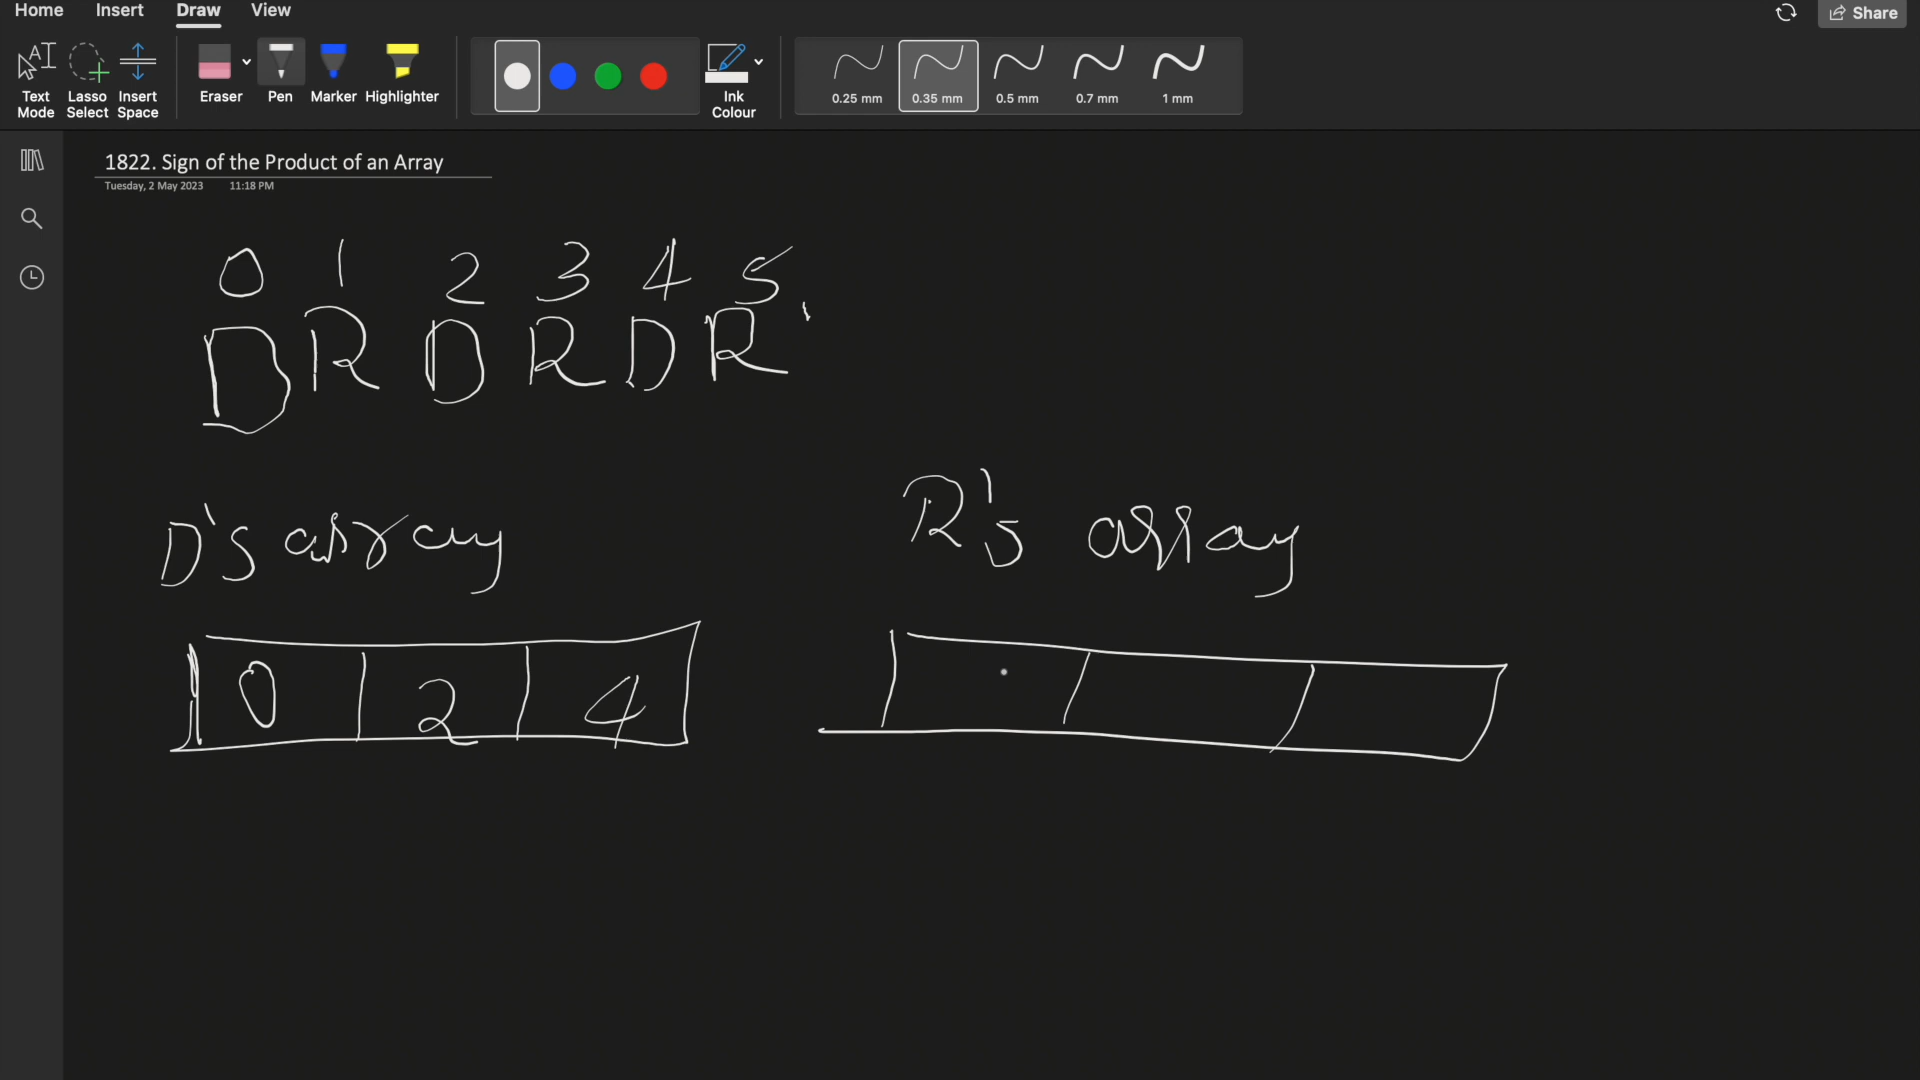 Home Insert Draw View Share
Text Mode Lasso Select Insert Space Eraser Pen Marker Highlighter Ink Colour 0.25 mm 0.35 mm 0.5 mm 0.7 mm 1 mm
1822. Sign of the Product of an Array
Tuesday, 2 May 2023 11:18 PM
0 1 2 3 4 5
D R D R D R
D's array R's array
0 2 4